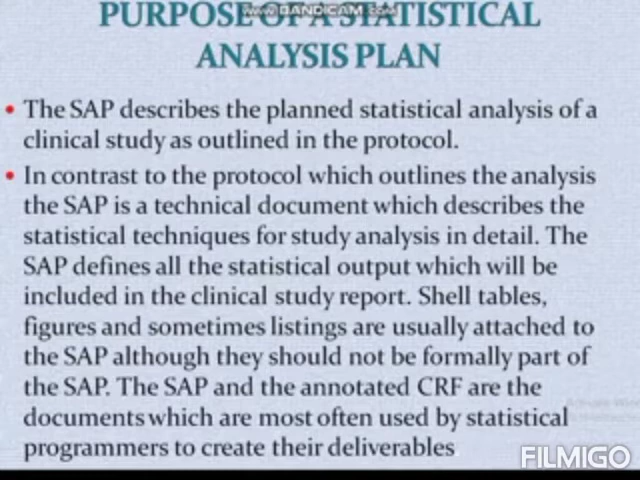 www.BANDICAM.com
PURPOSE OF A STATISTICAL
ANALYSIS PLAN
• The SAP describes the planned statistical analysis of a
clinical study as outlined in the protocol.
• In contrast to the protocol which outlines the analysis
the SAP is a technical document which describes the
statistical techniques for study analysis in detail. The
SAP defines all the statistical output which will be
included in the clinical study report. Shell tables,
figures and sometimes listings are usually attached to
the SAP although they should not be formally part of
the SAP. The SAP and the annotated CRF are the
documents which are most often used by statistical
programmers to create their deliverables
FILMIGO